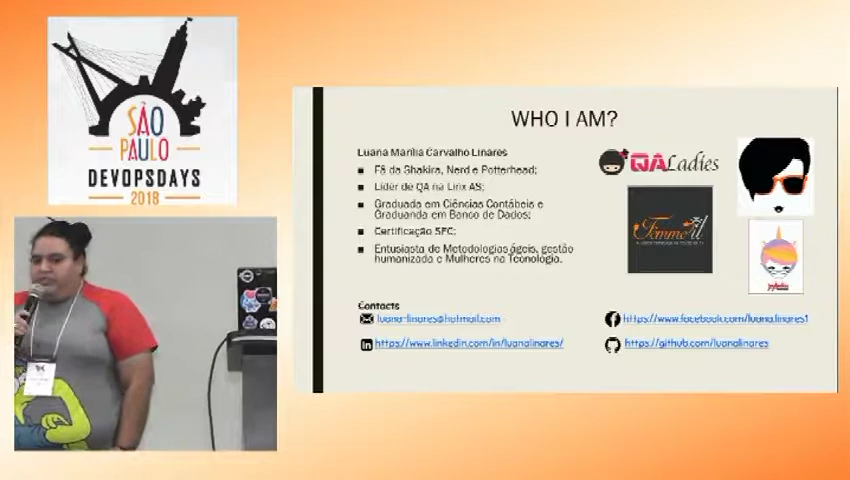 SÃO
PAULO
DEVOPSDAYS
2018
WHO I AM?
Luana Marília Carvalho Linares
Fã da Shakira, Nerd e Potterhead;
Líder de QA na Linx AS;
Graduada em Ciências Contábeis e
Graduanda em Banco de Dados;
Certificação SFC;
Entusiasta de Metodologias ágeis, gestão
humanizada e Mulheres na Tecnologia.
QALadies
Contacts
luana-linares@hotmail.com
https://www.facebook.com/luanalinares1
in https://www.linkedin.com/in/luanalinares/
https://github.com/luanalinares